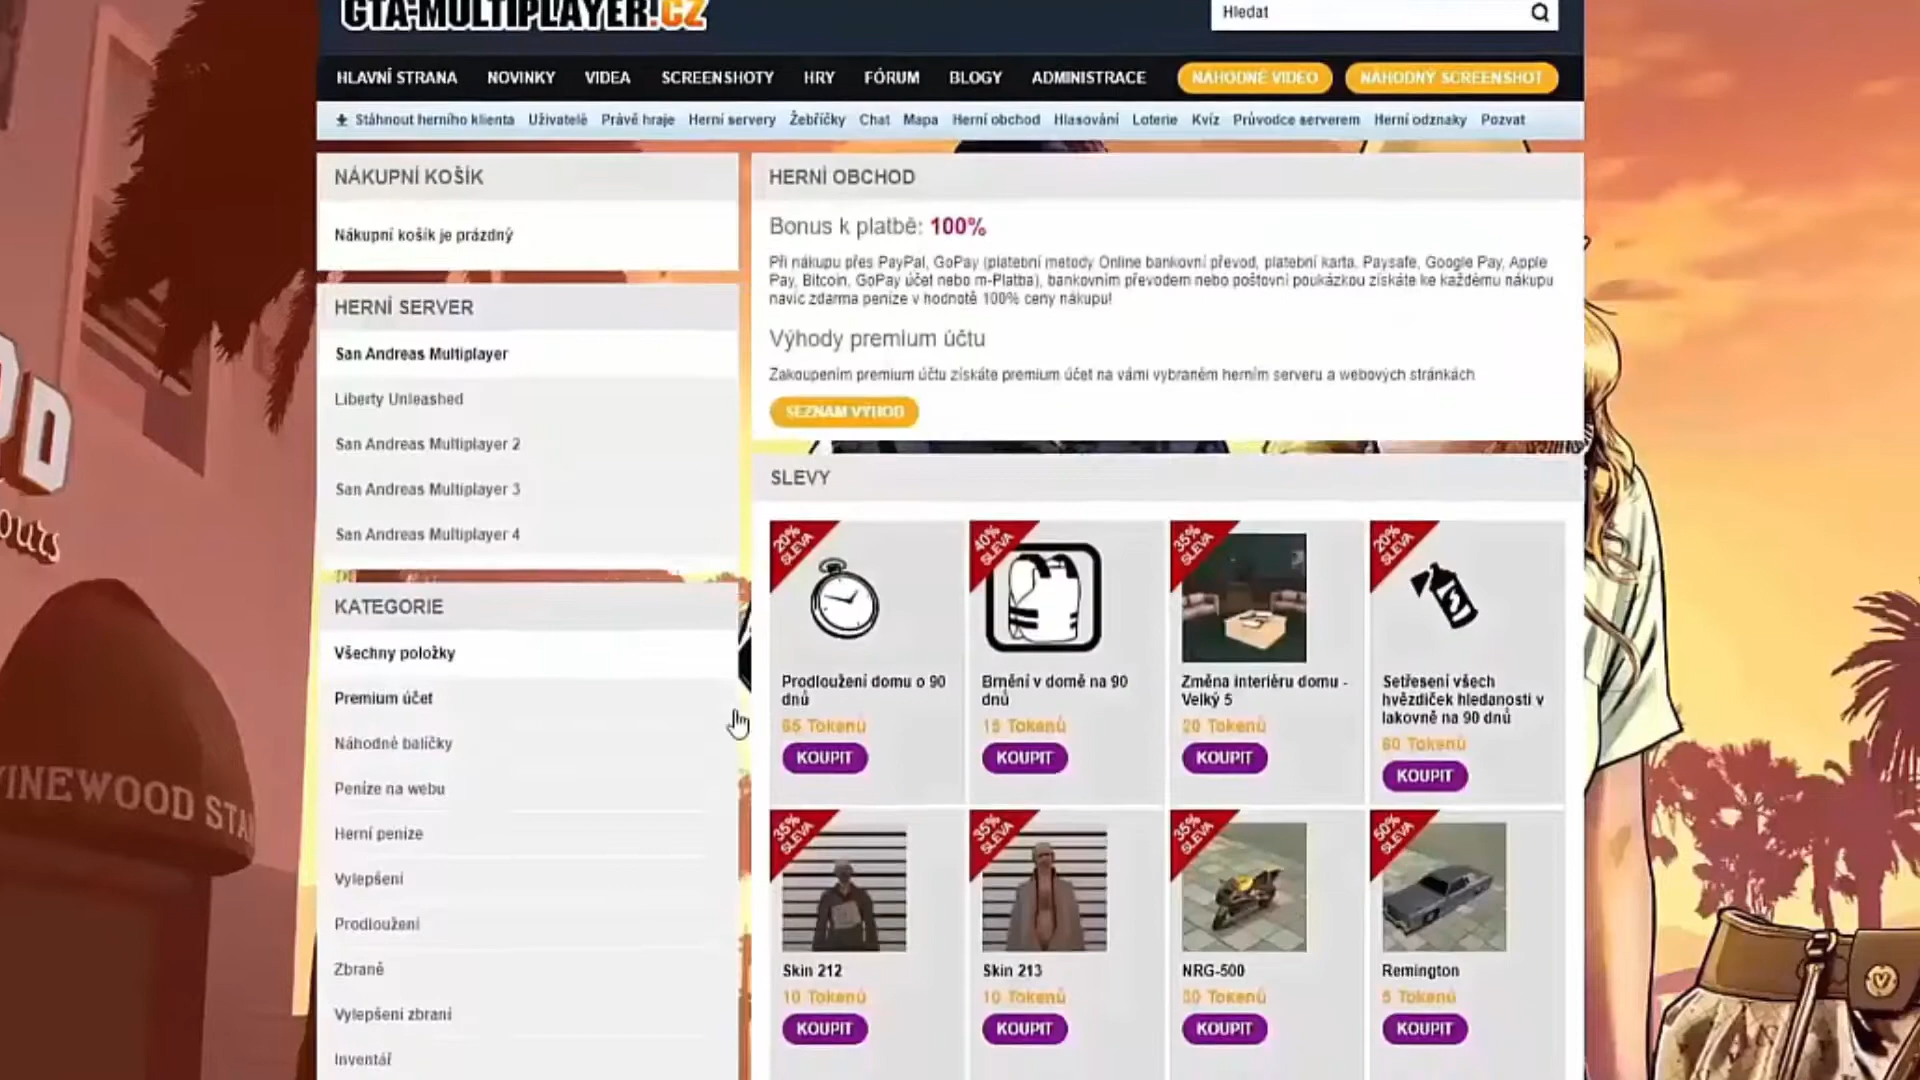 GTA-MULTIPLAYER.CZ
Hledat
HLAVNÍ STRANA NOVINKY VIDEA SCREENSHOTY HRY FÓRUM BLOGY ADMINISTRACE NÁHODNÉ VIDEO NÁHODNÝ SCREENSHOT
Stáhnout herního klienta Uživatelé Právě hraje Herní servery Žebříčky Chat Mapa Herní obchod Hlasování Loterie Kvíz Průvodce serverem Herní odznaky Pozvat
NÁKUPNÍ KOŠÍK
Nákupní košík je prázdný
HERNÍ SERVER
San Andreas Multiplayer
Liberty Unleashed
San Andreas Multiplayer 2
San Andreas Multiplayer 3
San Andreas Multiplayer 4
KATEGORIE
Všechny položky
Premium účet
Náhodné balíčky
Peníze na webu
Herní peníze
Vylepšení
Prodloužení
Zbraně
Vylepšení zbraní
Inventář
HERNÍ OBCHOD
Bonus k platbě: 100%
Při nákupu přes PayPal, GoPay (platební metody Online bankovní převod, platební karta, Paysafe, Google Pay, Apple
Pay, Bitcoin, GoPay účet nebo m-Platba), bankovním převodem nebo poštovní poukázkou získáte ke každému nákupu
navíc zdarma peníze v hodnotě 100% ceny nákupu!
Výhody premium účtu
Zakoupením premium účtu získáte premium účet na vámi vybraném herním serveru a webových stránkách
SEZNAM VÝHOD
SLEVY
20% SLEVA
Prodloužení domu o 90
dnů
65 Tokenů
KOUPIT
40% SLEVA
Brnění v domě na 90
dnů
15 Tokenů
KOUPIT
35% SLEVA
Změna interiéru domu -
Velký 5
20 Tokenů
KOUPIT
20% SLEVA
Setřesení všech
hvězdiček hledanosti v
lakovně na 90 dnů
60 Tokenů
KOUPIT
35% SLEVA
Skin 212
10 Tokenů
KOUPIT
35% SLEVA
Skin 213
10 Tokenů
KOUPIT
35% SLEVA
NRG-500
30 Tokenů
KOUPIT
50% SLEVA
Remington
5 Tokenů
KOUPIT
VINEWOOD STA